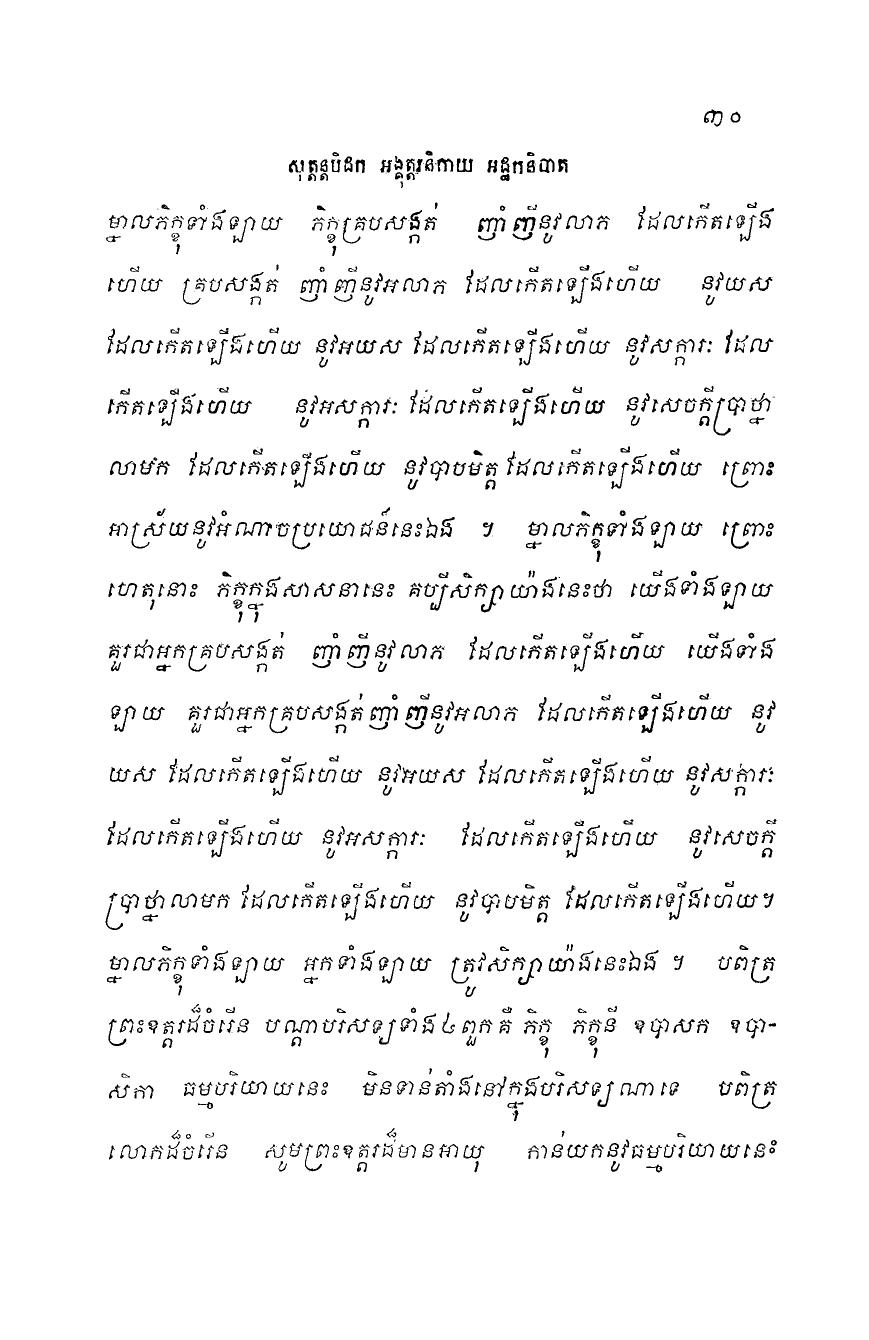 ៣០
សុត្តន្តបិដក អង្គុត្តរនិកាយ អដ្ឋកនិបាត
ម្នាលភិក្ខុទាំងឡាយ ភិក្ខុគ្របសង្កត់ ញាំញីនូវលាភ ដែលកើតឡើង
ហើយ គ្របសង្កត់ ញាំញីនូវអលាភ ដែលកើតឡើងហើយ នូវយស
ដែលកើតឡើងហើយ នូវអយស ដែលកើតឡើងហើយ នូវសក្ការៈ ដែល
កើតឡើងហើយ នូវអសក្ការៈ ដែលកើតឡើងហើយ នូវសេចក្តីប្រាថ្នា
លាមក ដែលកើតឡើងហើយ នូវបាបមិត្ត ដែលកើតឡើងហើយ ព្រោះ
អាស្រ័យនូវអំណាចប្រយោជន៍នេះឯង ។ ម្នាលភិក្ខុទាំងឡាយ ព្រោះ
ហេតុនោះ ភិក្ខុក្នុងសាសនានេះ គប្បីសិក្សាយ៉ាងនេះថា យើងទាំងឡាយ
គួរជាអ្នកគ្របសង្កត់ ញាំញីនូវលាភ ដែលកើតឡើងហើយ យើងទាំង
ឡាយ គួរជាអ្នកគ្របសង្កត់ញាំញីនូវអលាភ ដែលកើតឡើងហើយ នូវ
យស ដែលកើតឡើងហើយ នូវអយស ដែលកើតឡើងហើយ នូវសក្ការៈ
ដែលកើតឡើងហើយ នូវអសក្ការៈ ដែលកើតឡើងហើយ នូវសេចក្តី
ប្រាថ្នាលាមក ដែលកើតឡើងហើយ នូវបាបមិត្ត ដែលកើតឡើងហើយ។
ម្នាលភិក្ខុទាំងឡាយ អ្នកទាំងឡាយ ត្រូវសិក្សាយ៉ាងនេះឯង ។ បពិត្រ
ព្រះឧត្តរដ៏ចំរើន បណ្តាបរិសទ្យទាំង៤ពួកគឺ ភិក្ខុ ភិក្ខុនី ឧបាសក ឧបា-
សិកា ធម្មបរិយាយនេះ មិនទាន់តាំងនៅក្នុងបរិសទ្យណាទេ បពិត្រ
លោកដ៏ចំរើន សូមព្រះឧត្តរដ៏មានអាយុ កាន់យកនូវធម្មបរិយាយនេះ